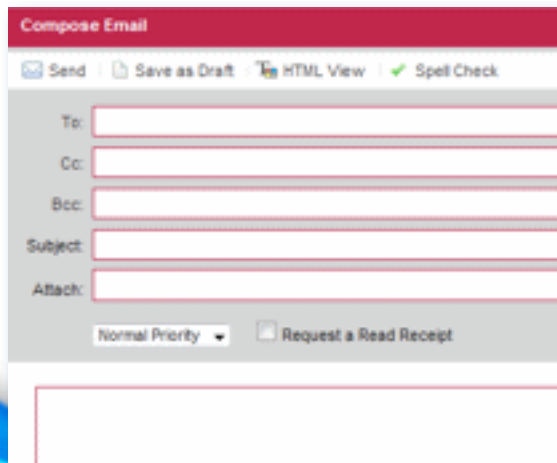 Compose Email
Send Save as Draft HTML View Spell Check
To:
Cc:
Bcc:
Subject:
Attach:
Normal Priority Request a Read Receipt